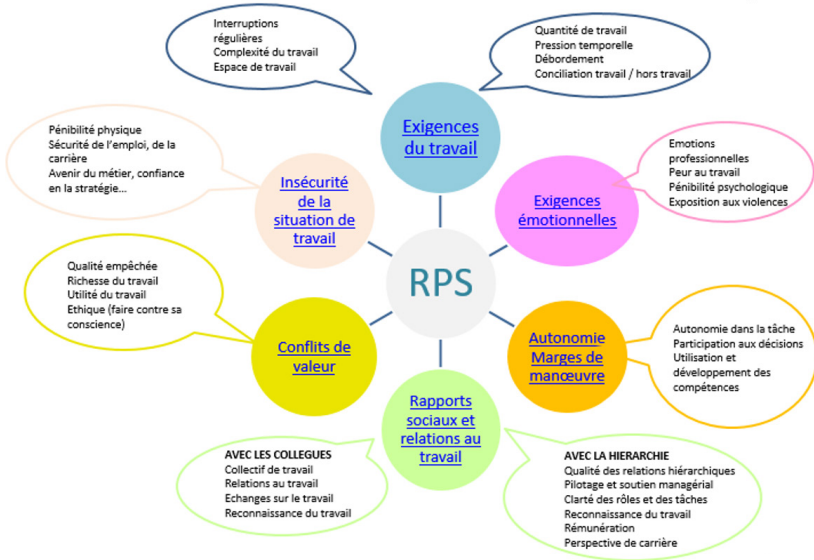 Interruptions
régulières
Complexité du travail
Espace de travail
Quantité de travail
Pression temporelle
Débordement
Conciliation travail / hors travail
Exigences
du travail
Pénibilité physique
Sécurité de l'emploi, de la
carrière
Avenir du métier, confiance
en la stratégie...
Insécurité
de la
situation de
travail
Emotions
professionnelles
Peur au travail
Pénibilité psychologique
Exposition aux violences
Exigences
émotionnelles
RPS
Qualité empêchée
Richesse du travail
Utilité du travail
Ethique (faire contre sa
conscience)
Conflits de
valeur
Autonomie
Marges de
manœuvre
Autonomie dans la tâche
Participation aux décisions
Utilisation et
développement des
compétences
Rapports
sociaux et
relations au
travail
AVEC LES COLLEGUES
Collectif de travail
Relations au travail
Echanges sur le travail
Reconnaissance du travail
AVEC LA HIERARCHIE
Qualité des relations hiérarchiques
Pilotage et soutien managérial
Clarté des rôles et des tâches
Reconnaissance du travail
Rémunération
Perspective de carrière